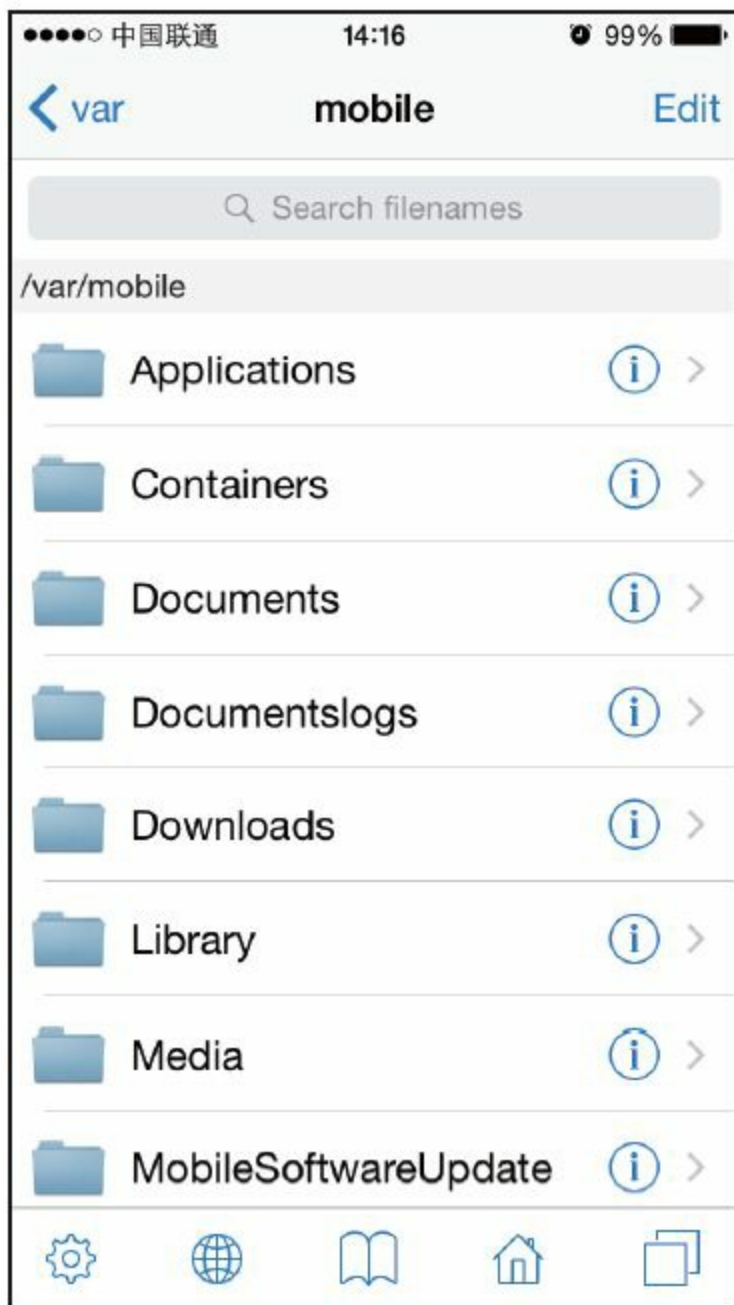 中国联通 14:16 99%
var mobile Edit
Search filenames
/var/mobile
Applications
Containers
Documents
Documentslogs
Downloads
Library
Media
MobileSoftwareUpdate